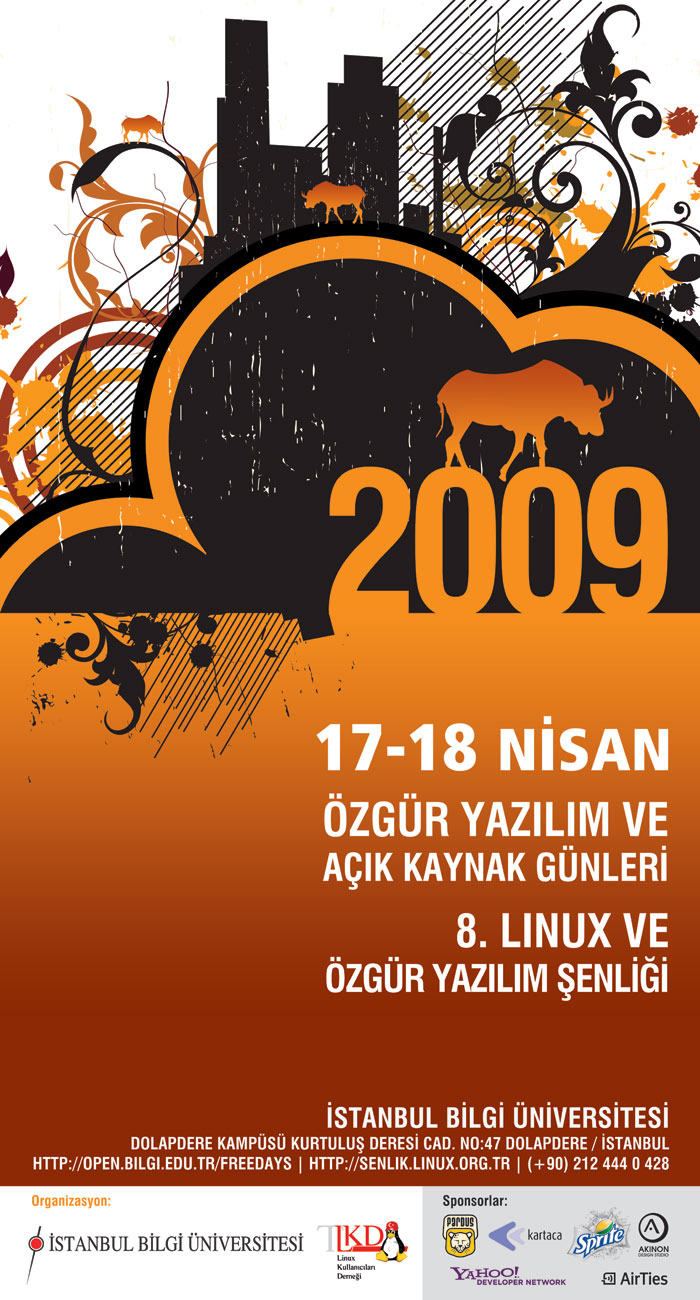 2009
17-18 NİSAN
ÖZGÜR YAZILIM VE
AÇIK KAYNAK GÜNLERİ
8. LINUX VE
ÖZGÜR YAZILIM ŞENLİĞİ
İSTANBUL BİLGİ ÜNİVERSİTESİ
DOLAPDERE KAMPÜSÜ KURTULUŞ DERESİ CAD. NO:47 DOLAPDERE / İSTANBUL
HTTP://OPEN.BILGI.EDU.TR/FREEDAYS | HTTP://SENLIK.LINUX.ORG.TR | (+90) 212 444 0 428
Organizasyon:
İSTANBUL BİLGİ ÜNİVERSİTESİ
TLKD
Linux
Kullanıcıları
Derneği
Sponsorlar:
PARDUS
kartaca
Sprite
AKINON
DESIGN STUDIO
YAHOO!
DEVELOPER NETWORK
AirTies